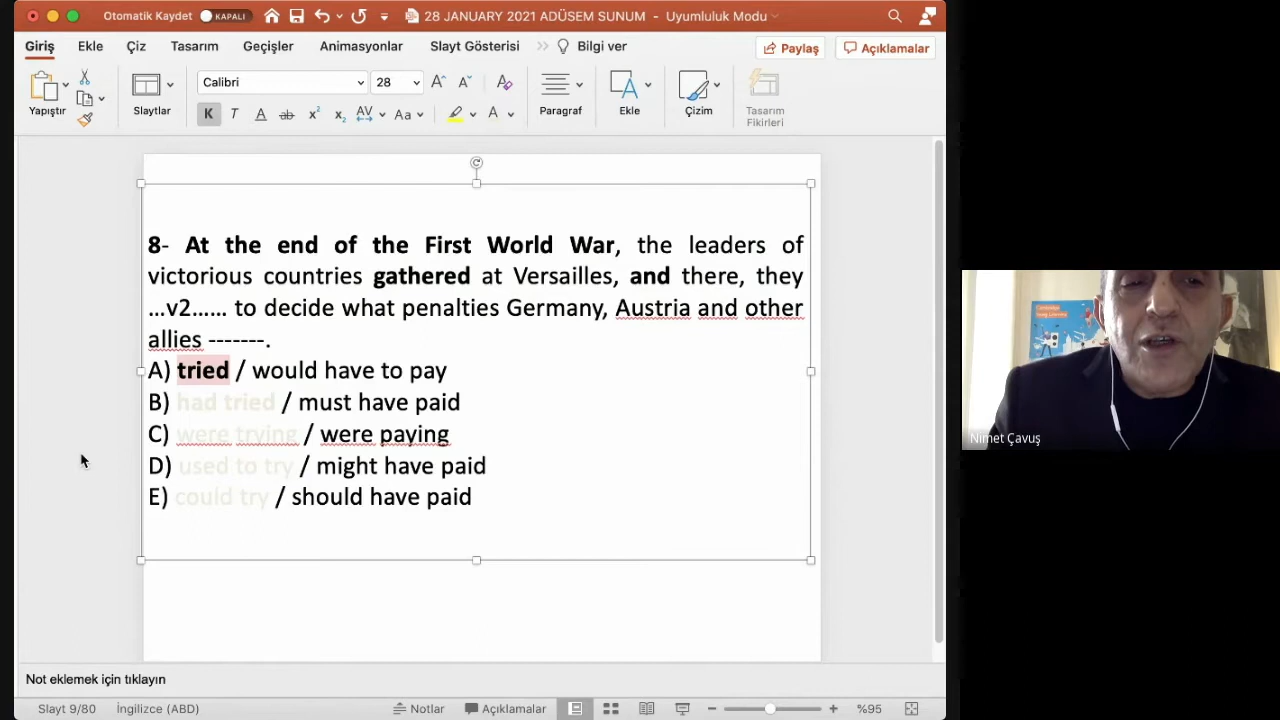 Otomatik Kaydet KAPALI 28 JANUARY 2021 ADÜSEM SUNUM - Uyumluluk Modu
Giriş Ekle Çiz Tasarım Geçişler Animasyonlar Slayt Gösterisi Bilgi ver Paylaş Açıklamalar
Calibri 28
Yapıştır Slaytlar K T A ab x² x₂ AV Aa A Paragraf Ekle Çizim Tasarım
Fikirleri
8- At the end of the First World War, the leaders of
victorious countries gathered at Versailles, and there, they
...v2...... to decide what penalties Germany, Austria and other
allies -------.
A) tried / would have to pay
B) had tried / must have paid
C) were trying / were paying
D) used to try / might have paid
E) could try / should have paid
Nimet Çavuş
Not eklemek için tıklayın
Slayt 9/80 İngilizce (ABD) Notlar Açıklamalar %95